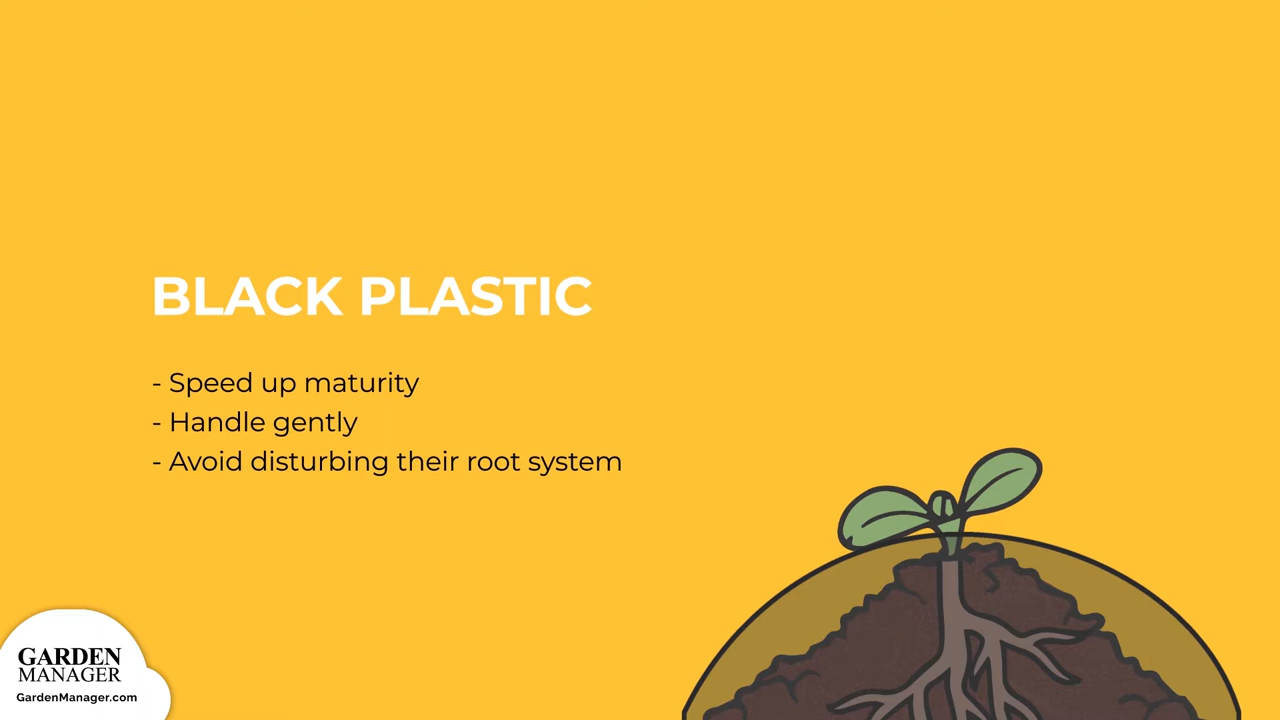 BLACK PLASTIC
- Speed up maturity
- Handle gently
- Avoid disturbing their root system
GARDEN
MANAGER
GardenManager.com